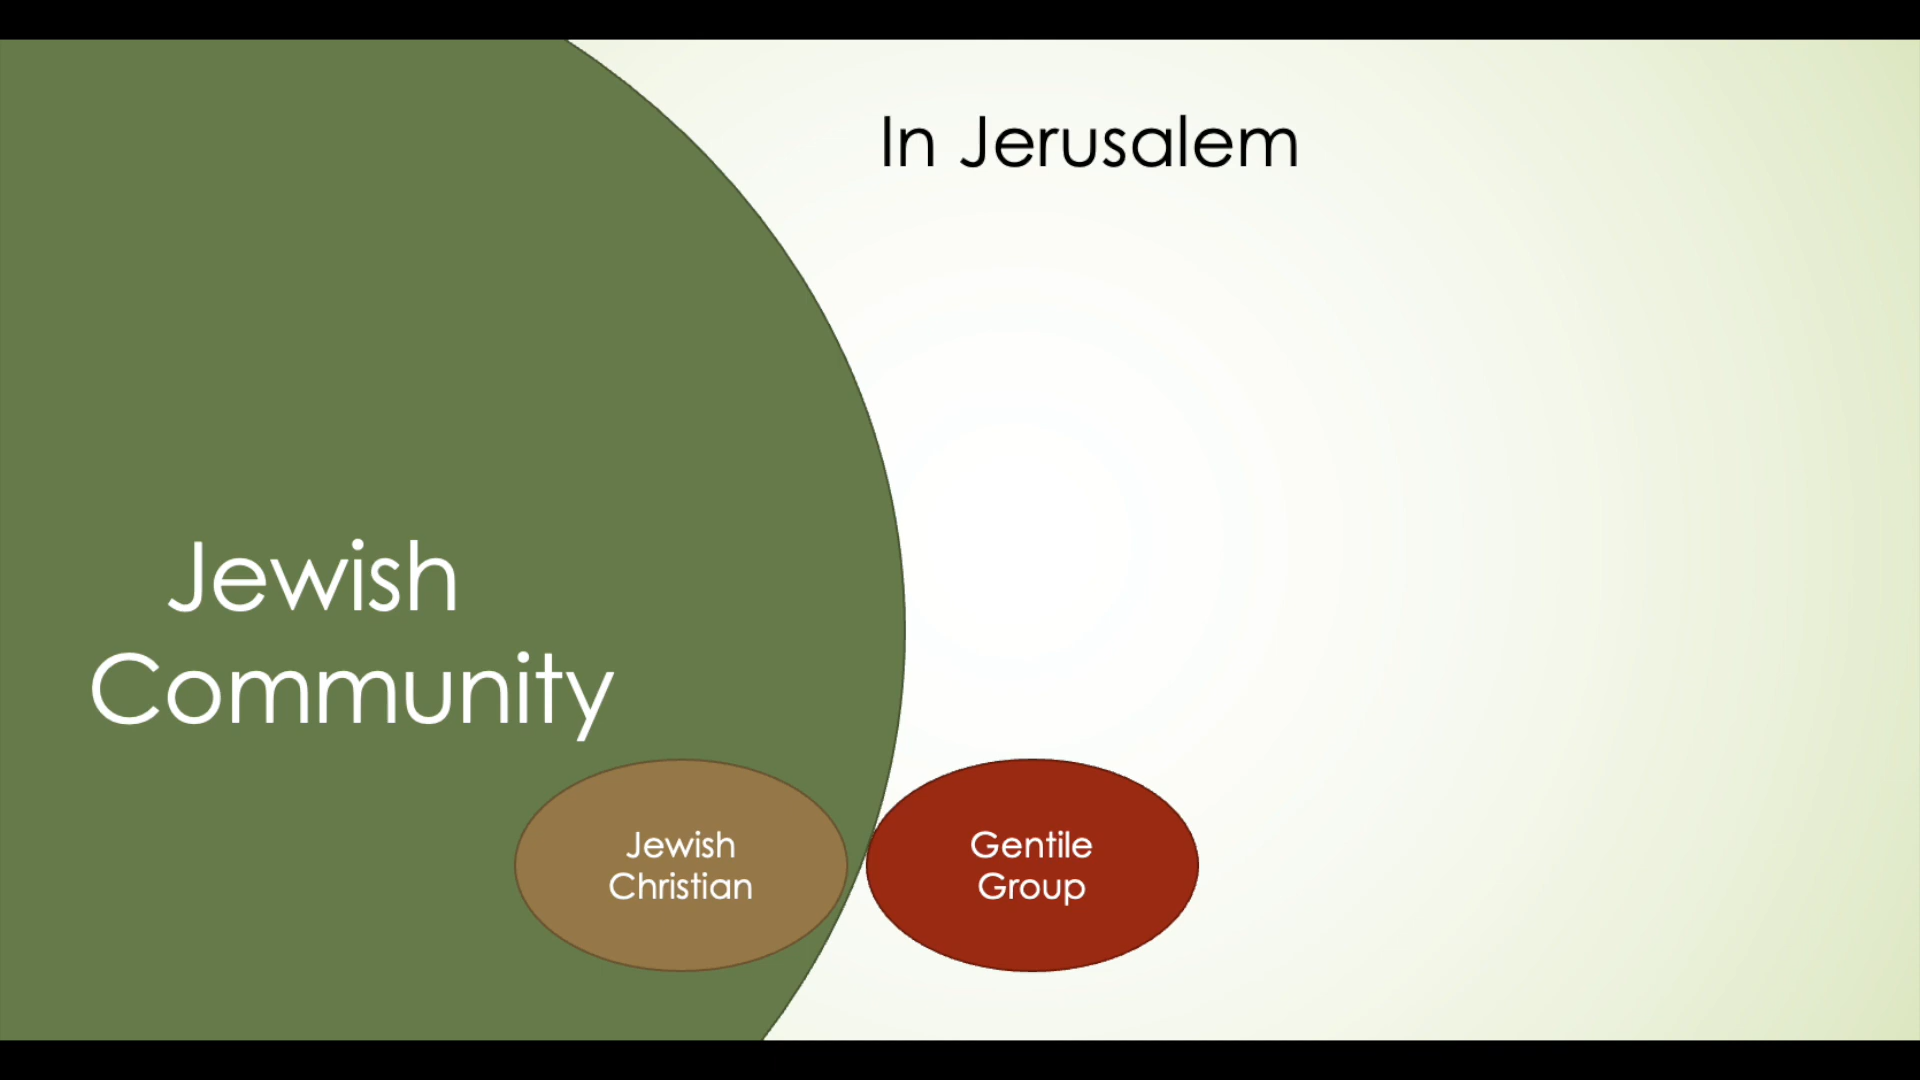 In Jerusalem
Jewish
Community
Jewish
Christian
Gentile
Group